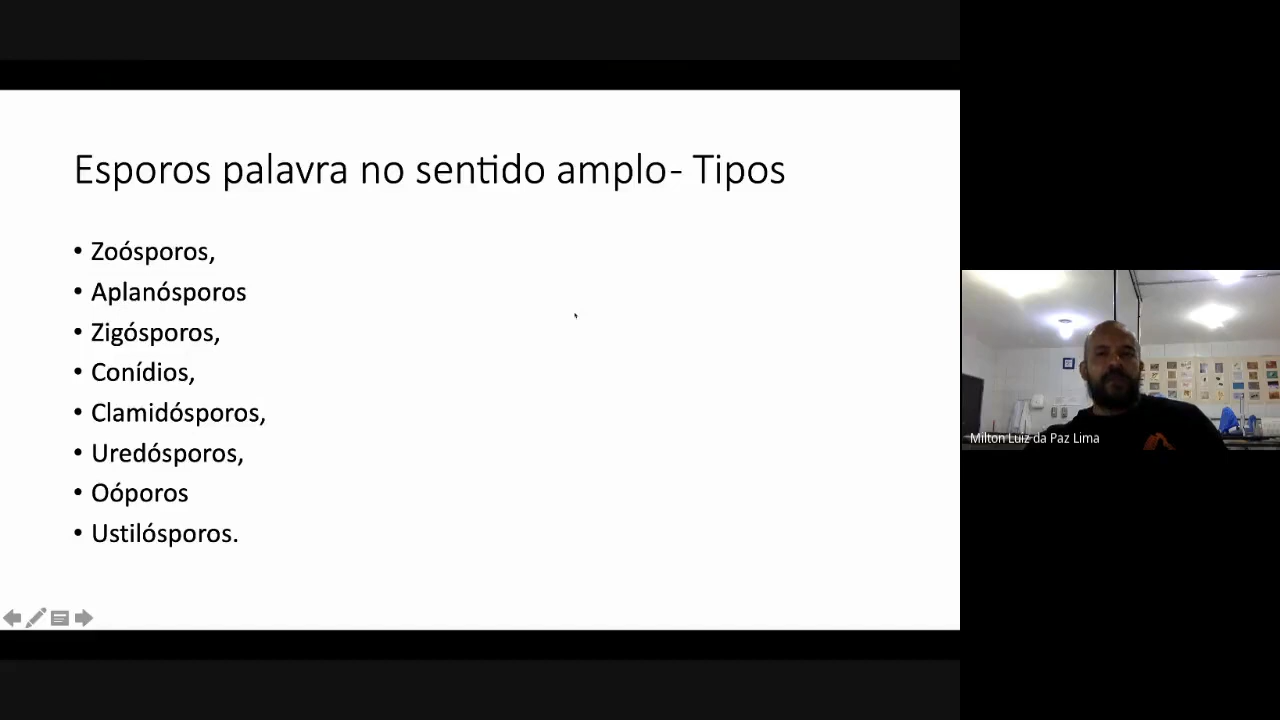 Esporos palavra no sentido amplo- Tipos
• Zoósporos,
• Aplanósporos
• Zigósporos,
• Conídios,
• Clamidósporos,
• Uredósporos,
• Oóporos
• Ustilósporos.
Milton Luiz da Paz Lima